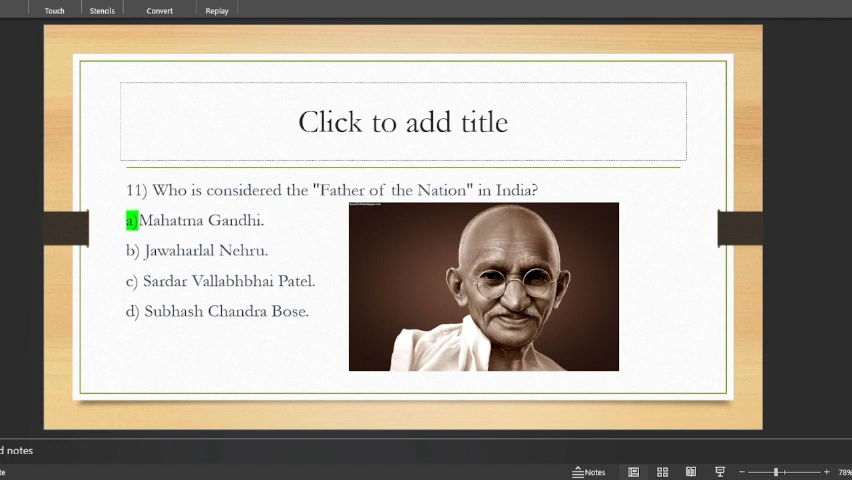 Touch Stencils Convert Replay
Click to add title
11) Who is considered the "Father of the Nation" in India?
a)Mahatma Gandhi.
b) Jawaharlal Nehru.
c) Sardar Vallabhbhai Patel.
d) Subhash Chandra Bose.
d notes
te Notes 78%